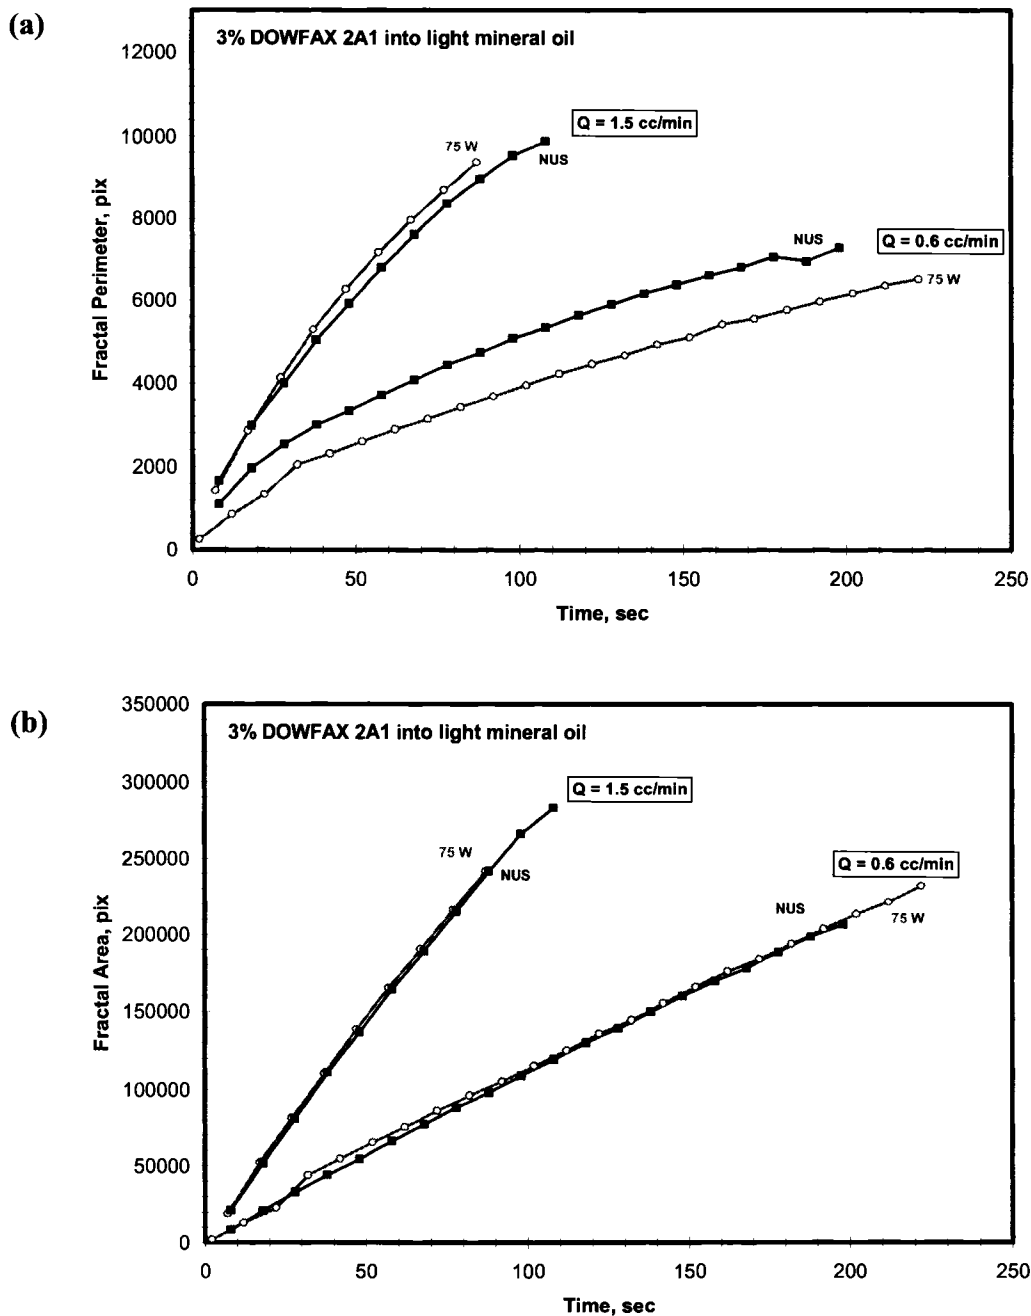 (a)
3% DOWFAX 2A1 into light mineral oil
12000
Q = 1.5 cc/min
10000
75 W
NUS
8000
NUS
Q = 0.6 cc/min
75 W
6000
4000
2000
0
Fractal Perimeter, pix
0 50 100 150 200 250
Time, sec
(b)
350000
3% DOWFAX 2A1 into light mineral oil
300000
Q = 1.5 cc/min
250000
75 W
NUS
Q = 0.6 cc/min
NUS
75 W
200000
150000
100000
50000
0
Fractal Area, pix
0 50 100 150 200 250
Time, sec